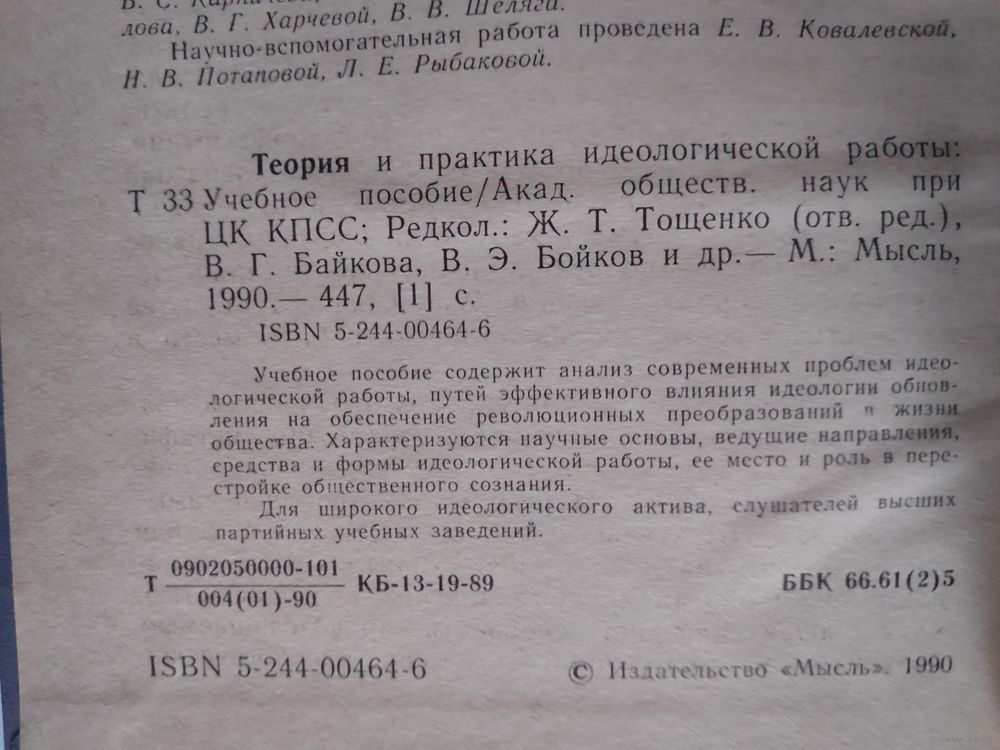 В. С.
лова, В. Г. Харчевой, В. В. Шеляга.
Научно-вспомогательная работа проведена Е. В. Ковалевской,
Н. В. Потаповой, Л. Е. Рыбаковой.
Теория и практика идеологической работы:
Т 33 Учебное пособие/Акад. обществ. наук при
ЦК КПСС; Редкол.: Ж. Т. Тощенко (отв. ред.),
В. Г. Байкова, В. Э. Бойков и др.— М.: Мысль,
1990.— 447, [1] с.
ISBN 5-244-00464-6
Учебное пособие содержит анализ современных проблем идео-
логической работы, путей эффективного влияния идеологии обнов-
ления на обеспечение революционных преобразований в жизни
общества. Характеризуются научные основы, ведущие направления,
средства и формы идеологической работы, ее место и роль в пере-
стройке общественного сознания.
Для широкого идеологического актива, слушателей высших
партийных учебных заведений.
Т 0902050000-101 КБ-13-19-89 ББК 66.61(2)5
004(01)-90
ISBN 5-244-00464-6 © Издательство «Мысль». 1990